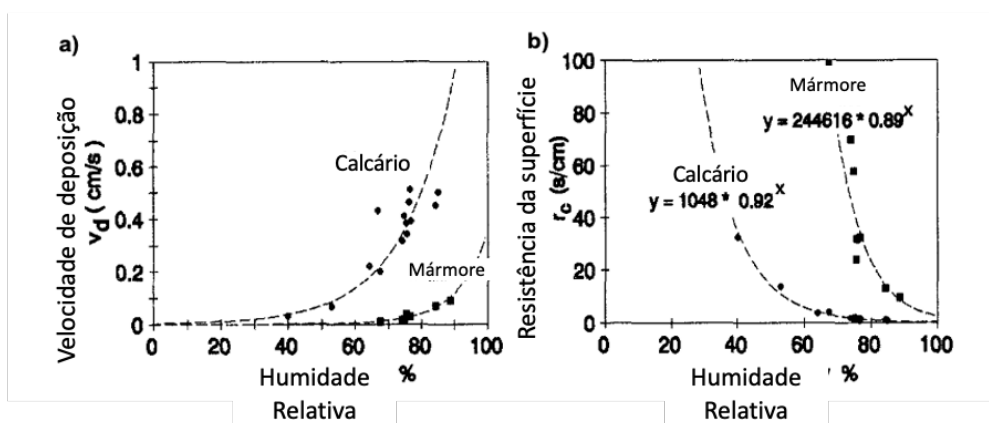 a)
Velocidade de deposição
v_d (cm/s)
1
0.8
0.6
0.4
0.2
0
Calcário
Mármore
0 20 40 60 80 100
Humidade %
Relativa
b)
Resistência da superfície
r_c (s/cm)
100
80
60
40
20
0
Mármore
y = 244616 * 0.89^x
Calcário
y = 1048 * 0.92^x
0 20 40 60 80 100
Humidade %
Relativa